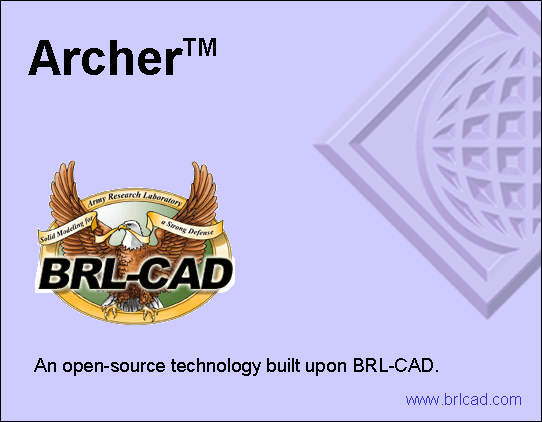 Archer™
Army Research Laboratory
Solid Modeling for
a Strong Defense
BRL-CAD
An open-source technology built upon BRL-CAD.
www.brlcad.com